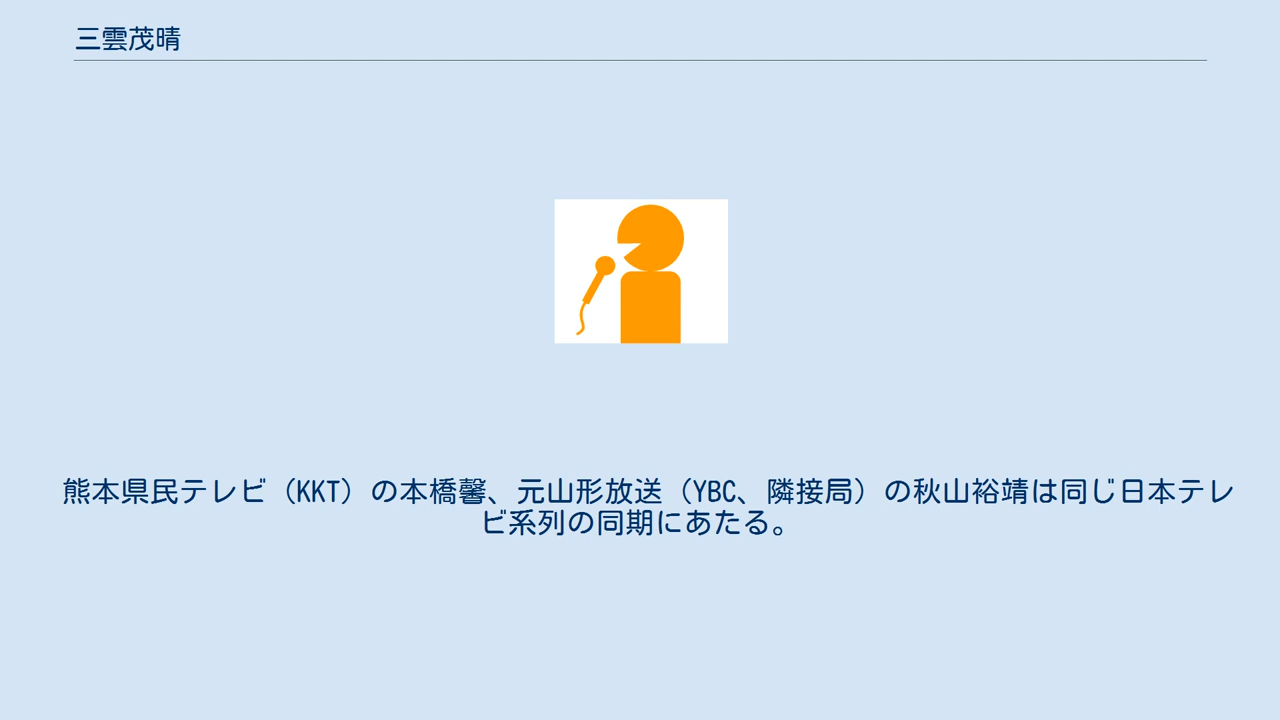 三雲茂晴
熊本県民テレビ（KKT）の本橋馨、元山形放送（YBC、隣接局）の秋山裕靖は同じ日本テレ
ビ系列の同期にあたる。